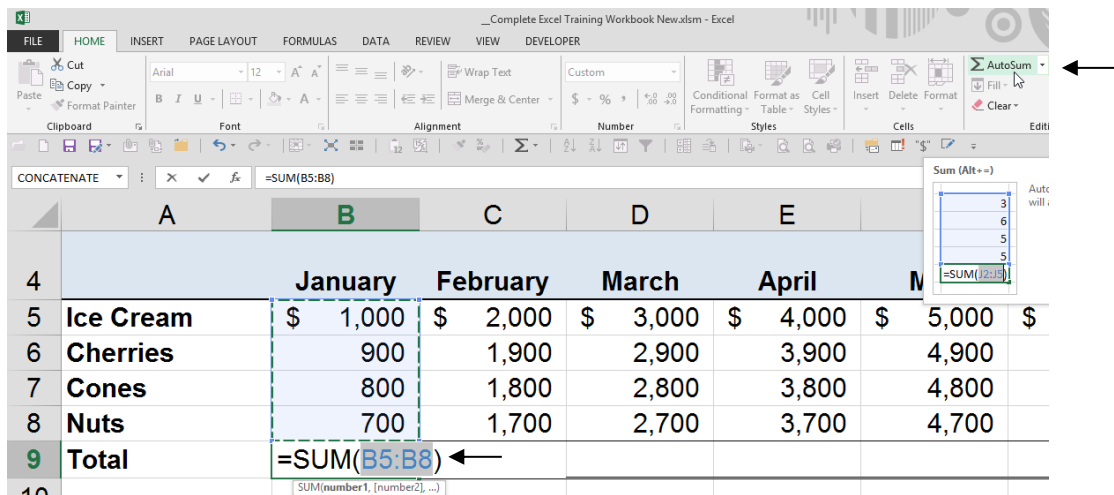 __Complete Excel Training Workbook New.xlsm - Excel
FILE HOME INSERT PAGE LAYOUT FORMULAS DATA REVIEW VIEW DEVELOPER
Cut
Copy
Format Painter
Paste
Clipboard
Arial 12
B I U
Font
Wrap Text
Merge & Center
Alignment
Custom
$ % ,
Number
Conditional Formatting
Format as Table
Cell Styles
Styles
Insert Delete Format
Cells
AutoSum
Fill
Clear
Editi
CONCATENATE fx =SUM(B5:B8)
Sum (Alt+=)
3
6
5
5
=SUM(J2:J5)
Auto
will a
A B C D E
4 January February March April M
5 Ice Cream $ 1,000 $ 2,000 $ 3,000 $ 4,000 $ 5,000 $
6 Cherries 900 1,900 2,900 3,900 4,900
7 Cones 800 1,800 2,800 3,800 4,800
8 Nuts 700 1,700 2,700 3,700 4,700
9 Total =SUM(B5:B8)
10 SUM(number1, [number2], ...)